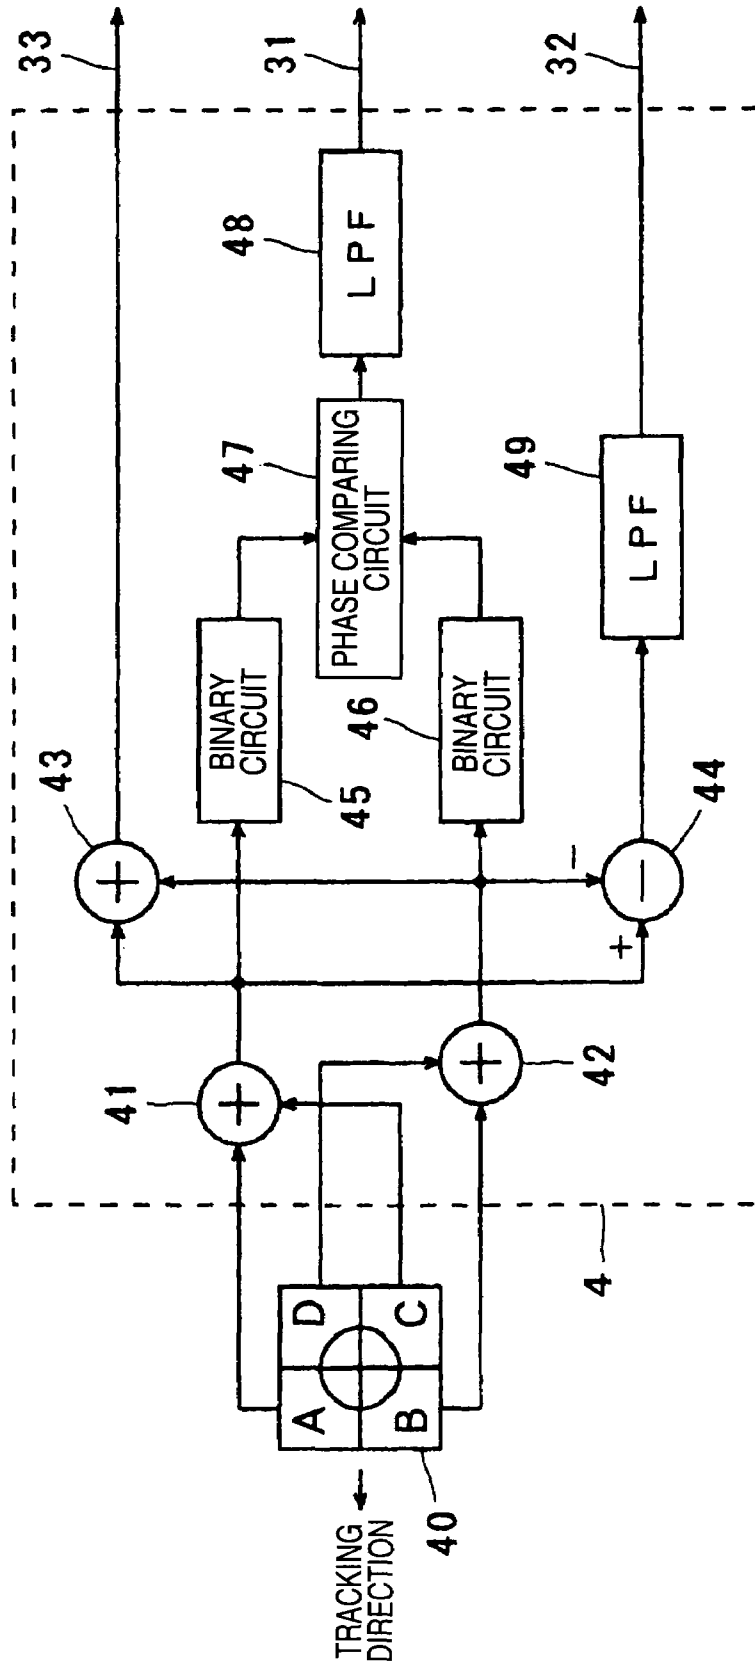 33
31
32
48
LPF
47
PHASE COMPARING
CIRCUIT
49
LPF
43
BINARY
CIRCUIT
45
46
BINARY
CIRCUIT
44
+
-
+
-
41
+
42
+
4
A
D
B
C
40
TRACKING
DIRECTION